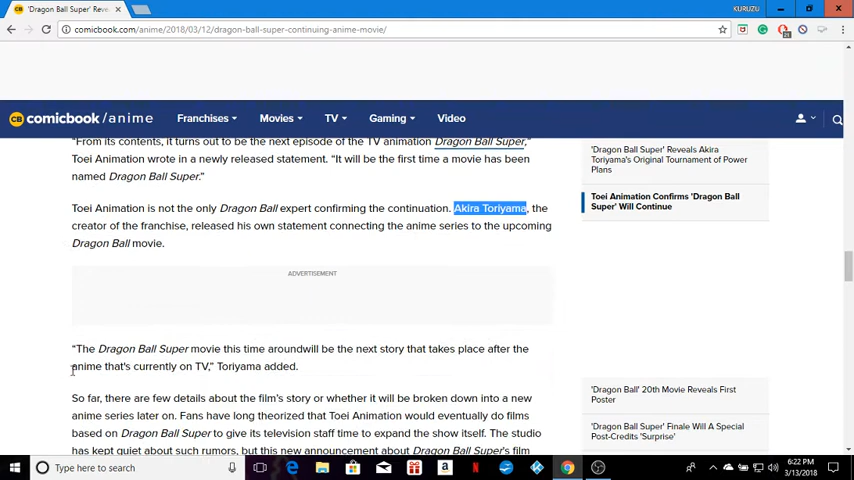 'Dragon Ball Super' Reve
KURUZU
comicbook.com/anime/2018/03/12/dragon-ball-super-continuing-anime-movie/
21
CB comicbook/anime Franchises Movies TV Gaming Video
"From its contents, it turns out to be the next episode of the TV animation Dragon Ball Super,"
Toei Animation wrote in a newly released statement. "It will be the first time a movie has been
named Dragon Ball Super."
Toei Animation is not the only Dragon Ball expert confirming the continuation. Akira Toriyama, the
creator of the franchise, released his own statement connecting the anime series to the upcoming
Dragon Ball movie.
ADVERTISEMENT
"The Dragon Ball Super movie this time aroundwill be the next story that takes place after the
anime that's currently on TV," Toriyama added.
So far, there are few details about the film's story or whether it will be broken down into a new
anime series later on. Fans have long theorized that Toei Animation would eventually do films
based on Dragon Ball Super to give its television staff time to expand the show itself. The studio
has kept quiet about such rumors, but this new announcement about Dragon Ball Super's film
'Dragon Ball Super' Reveals Akira
Toriyama's Original Tournament of Power
Plans
Toei Animation Confirms 'Dragon Ball
Super' Will Continue
'Dragon Ball' 20th Movie Reveals First
Poster
'Dragon Ball Super' Finale Will A Special
Post-Credits 'Surprise'
Type here to search
6:22 PM
3/13/2018